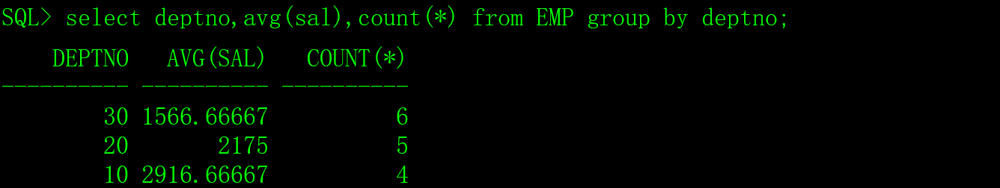 SQL> select deptno,avg(sal),count(*) from EMP group by deptno;
DEPTNO AVG(SAL) COUNT(*)
---------- ---------- ----------
30 1566.66667 6
20 2175 5
10 2916.66667 4